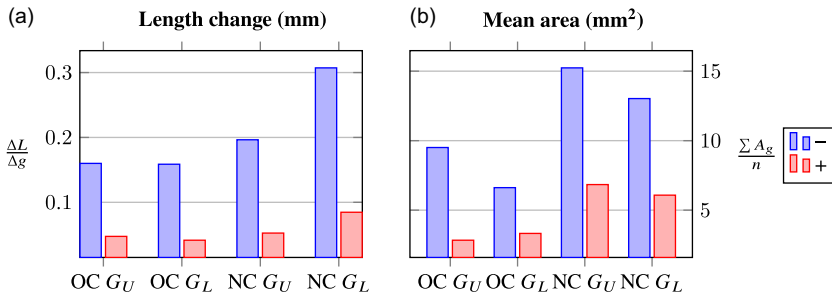 (a) Length change (mm)
0.3
0.2
0.1
ΔL/Δg
OC G_U OC G_L NC G_U NC G_L
(b) Mean area (mm²)
15
10
5
∑ A_g/n
OC G_U OC G_L NC G_U NC G_L
−
+